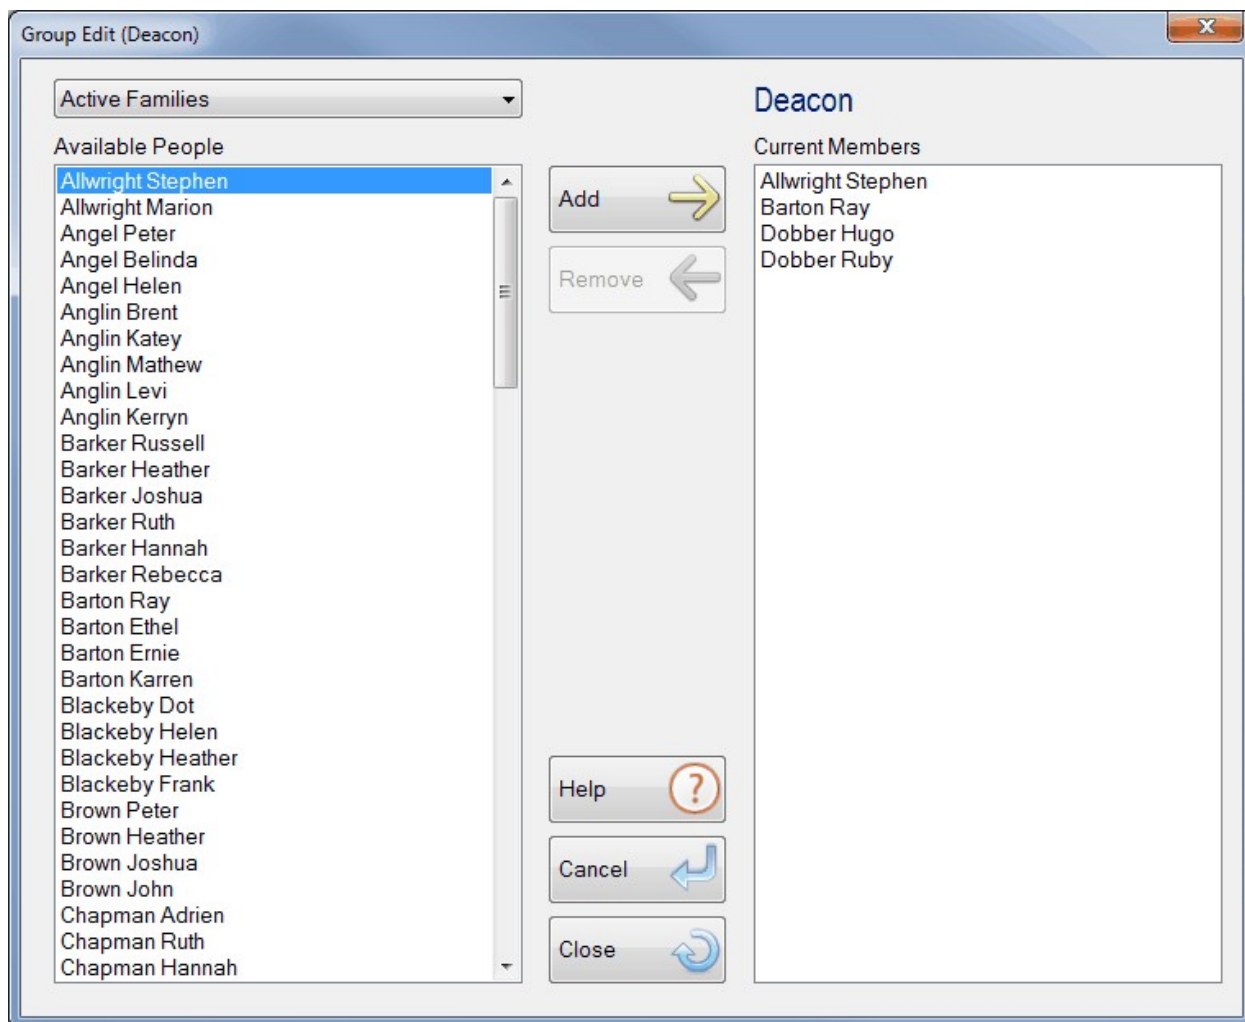 Group Edit (Deacon)
Active Families
Available People
Allwright Stephen
Allwright Marion
Angel Peter
Angel Belinda
Angel Helen
Anglin Brent
Anglin Katey
Anglin Mathew
Anglin Levi
Anglin Kerryn
Barker Russell
Barker Heather
Barker Joshua
Barker Ruth
Barker Hannah
Barker Rebecca
Barton Ray
Barton Ethel
Barton Ernie
Barton Karren
Blackeby Dot
Blackeby Helen
Blackeby Heather
Blackeby Frank
Brown Peter
Brown Heather
Brown Joshua
Brown John
Chapman Adrien
Chapman Ruth
Chapman Hannah
Add
Remove
Help
?
Cancel
Close
Deacon
Current Members
Allwright Stephen
Barton Ray
Dobber Hugo
Dobber Ruby